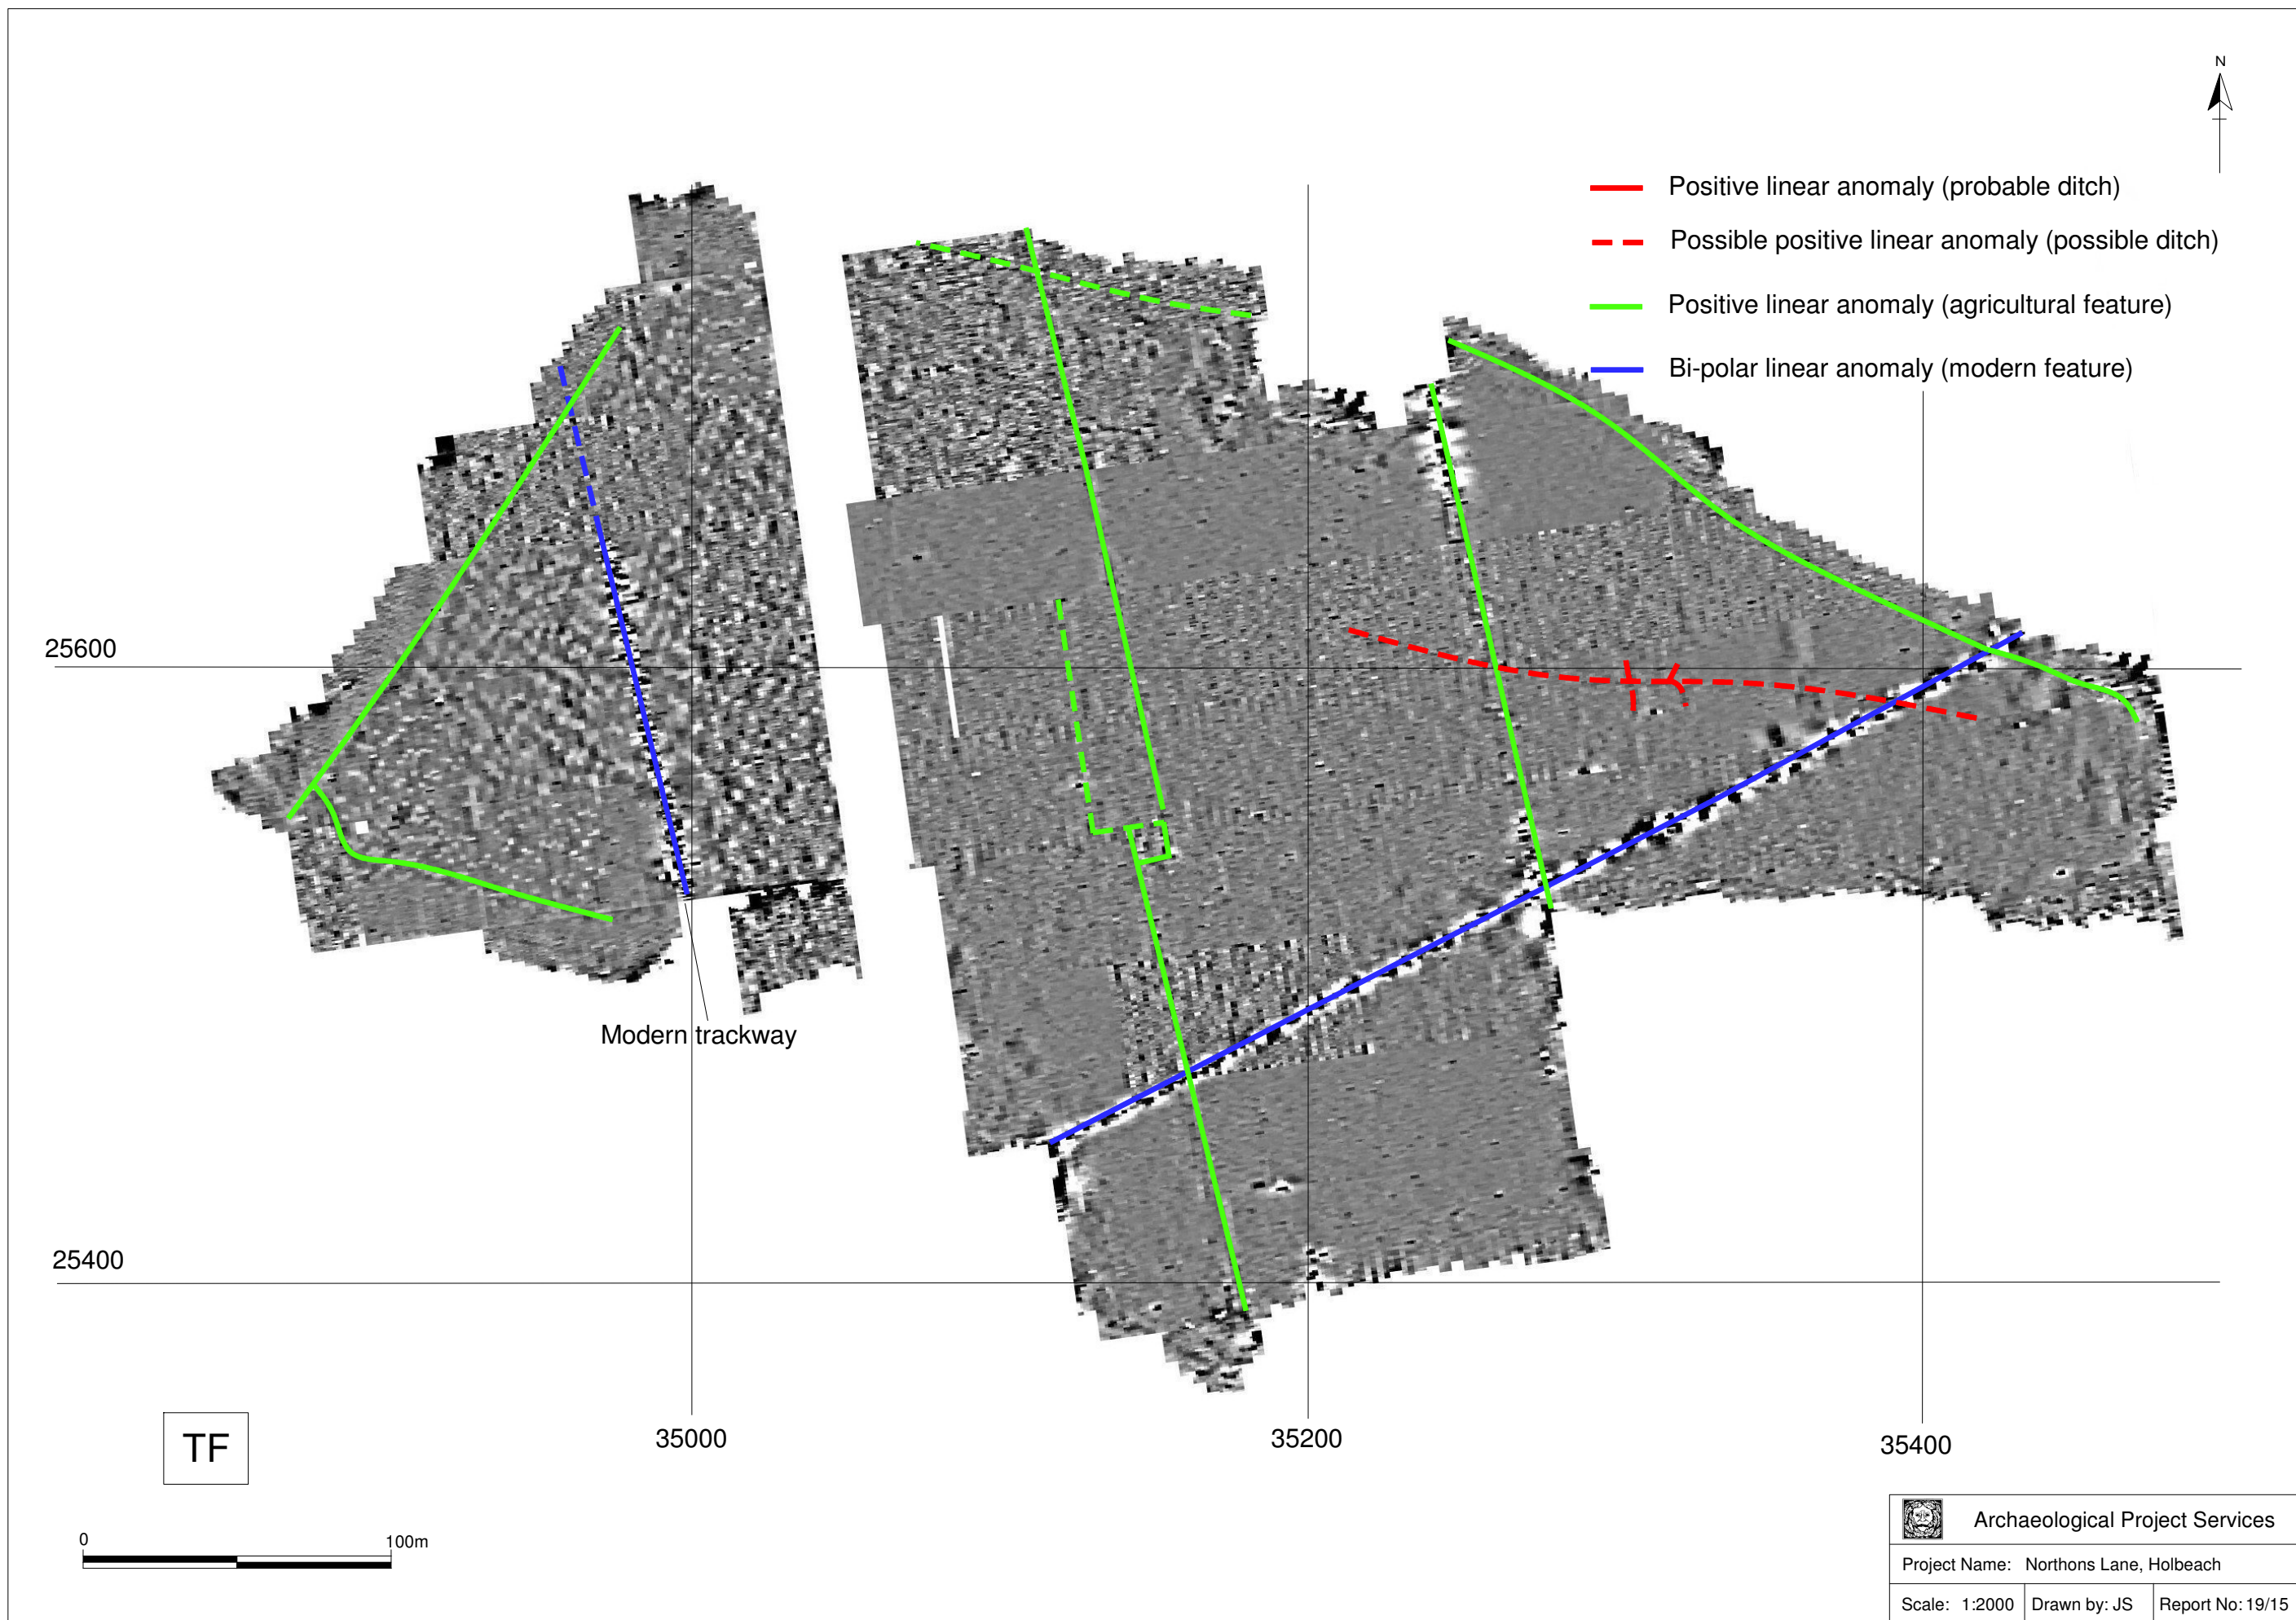 N
Positive linear anomaly (probable ditch)
Possible positive linear anomaly (possible ditch)
Positive linear anomaly (agricultural feature)
Bi-polar linear anomaly (modern feature)
25600
Modern trackway
25400
35000
35200
35400
TF
0 100m
Archaeological Project Services
Project Name: Northons Lane, Holbeach
Scale: 1:2000 Drawn by: JS Report No: 19/15